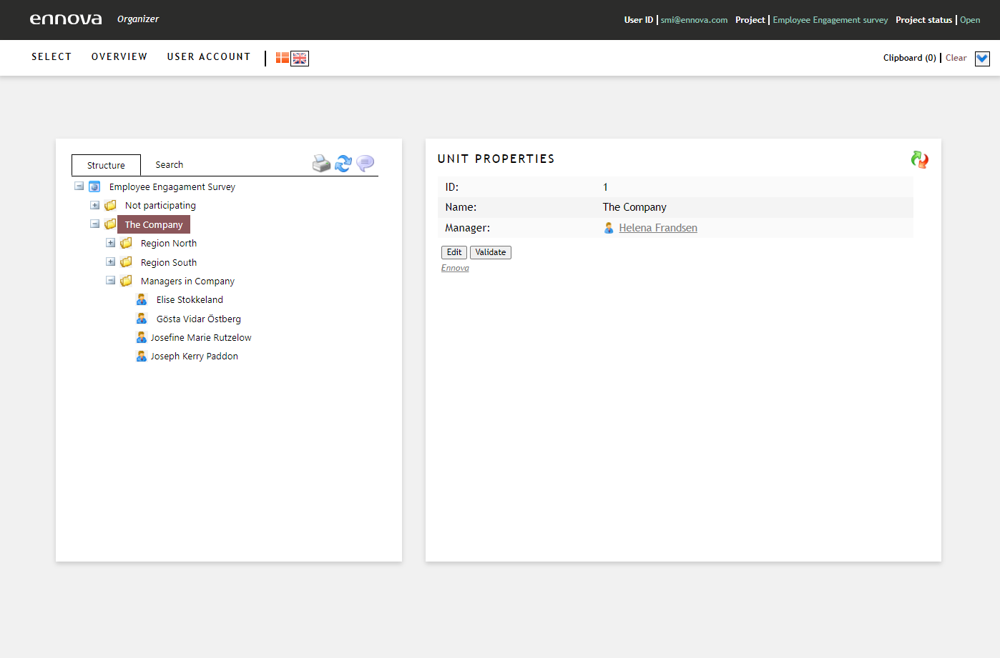 ennova Organizer User ID | smi@ennova.com Project | Employee Engagement survey Project status | Open
SELECT OVERVIEW USER ACCOUNT | Clipboard (0) | Clear
Structure Search
Employee Engagament Survey
Not participating
The Company
Region North
Region South
Managers in Company
Elise Stokkeland
Gösta Vidar Östberg
Josefine Marie Rutzelow
Joseph Kerry Paddon
UNIT PROPERTIES
ID: 1
Name: The Company
Manager: Helena Frandsen
Edit Validate
Ennova